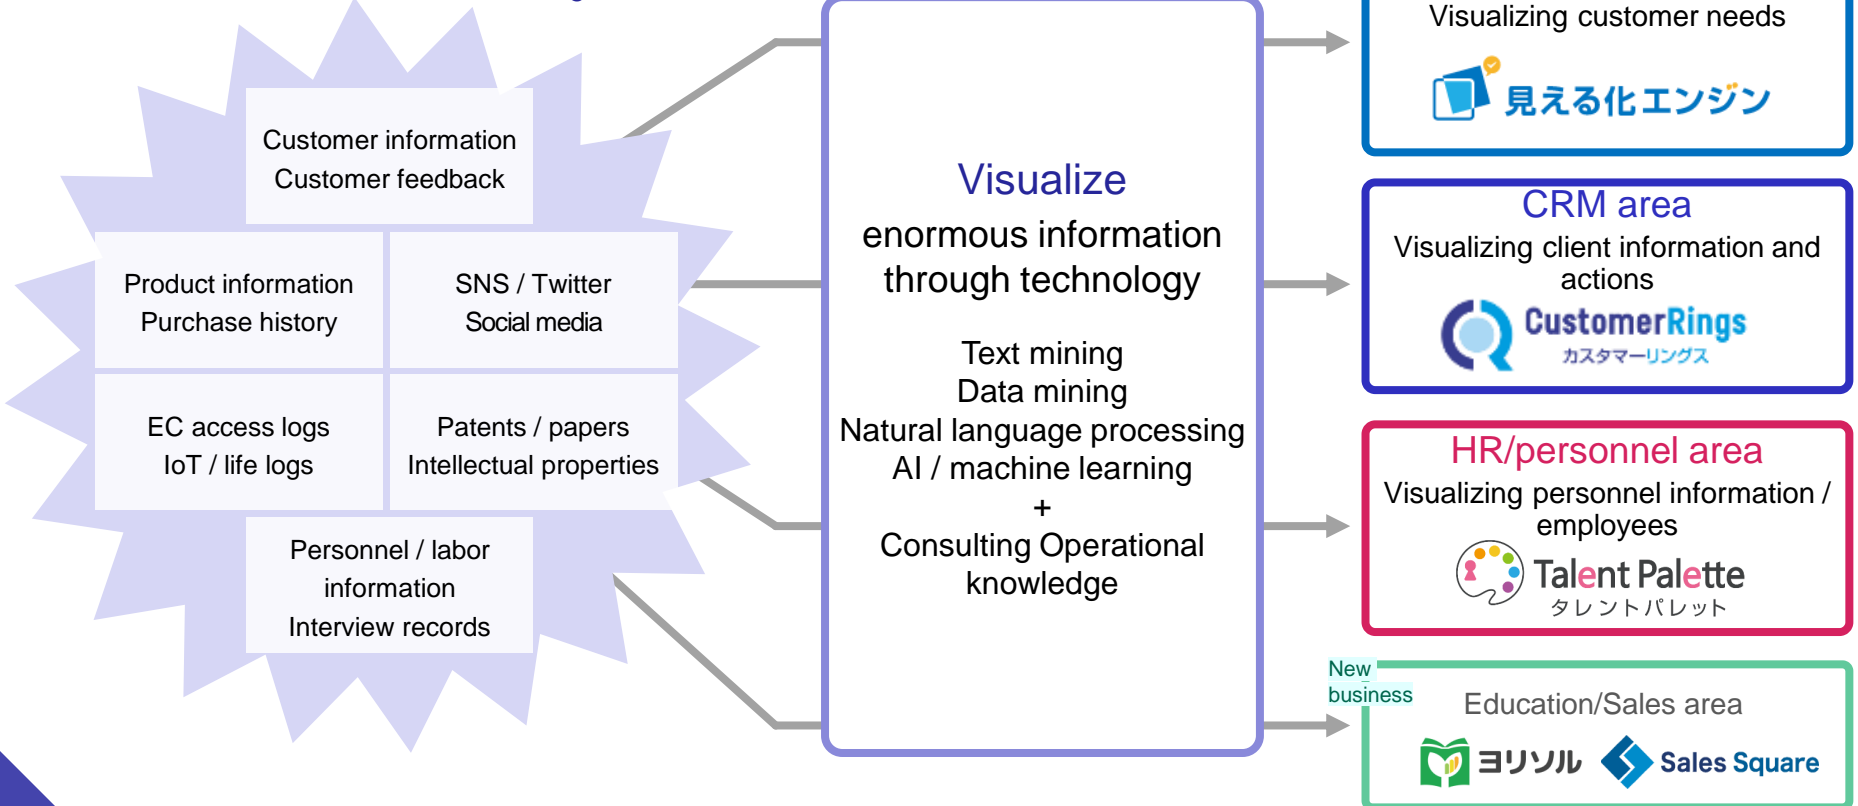 Customer information
Customer feedback
Product information
Purchase history
SNS / Twitter
Social media
EC access logs
IoT / life logs
Patents / papers
Intellectual properties
Personnel / labor
information
Interview records
Visualize
enormous information
through technology
Text mining
Data mining
Natural language processing
AI / machine learning
+
Consulting Operational
knowledge
Visualizing customer needs
見える化エンジン
CRM area
Visualizing client information and
actions
CustomerRings
カスタマーリングス
HR/personnel area
Visualizing personnel information /
employees
Talent Palette
タレントパレット
New
business
Education/Sales area
ヨリソル
Sales Square